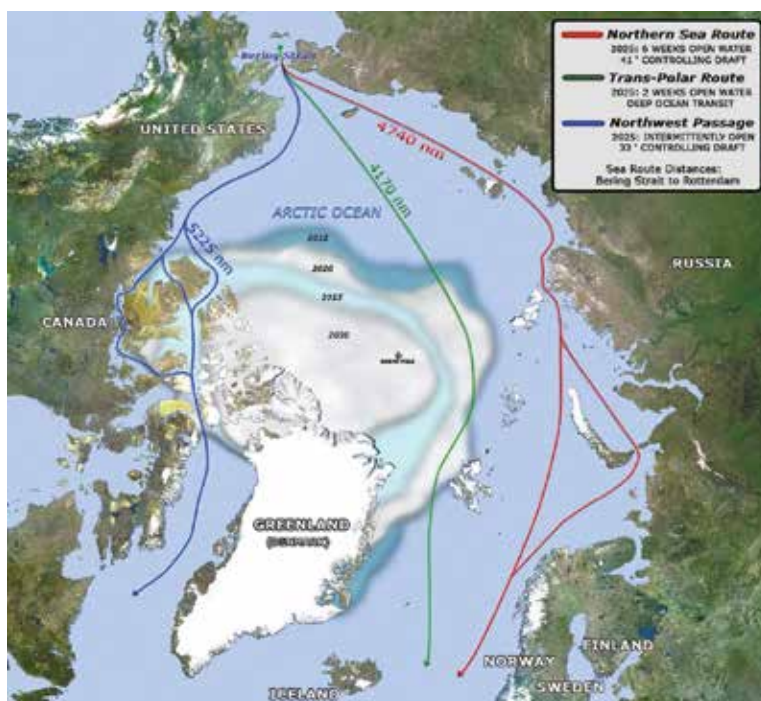 Northern Sea Route
2025: 6 WEEKS OPEN WATER
41' CONTROLLING DRAFT
Trans-Polar Route
2025: 2 WEEKS OPEN WATER
DEEP OCEAN TRANSIT
Northwest Passage
2025: INTERMITTENTLY OPEN
33' CONTROLLING DRAFT
Sea Route Distances:
Bering Strait to Rotterdam
Bering Strait
UNITED STATES
4740 nm
4170 nm
ARCTIC OCEAN
5225 nm
2012
2020
RUSSIA
CANADA
2030
NORTH POLE
GREENLAND
(DENMARK)
FINLAND
NORWAY
SWEDEN
ICELAND